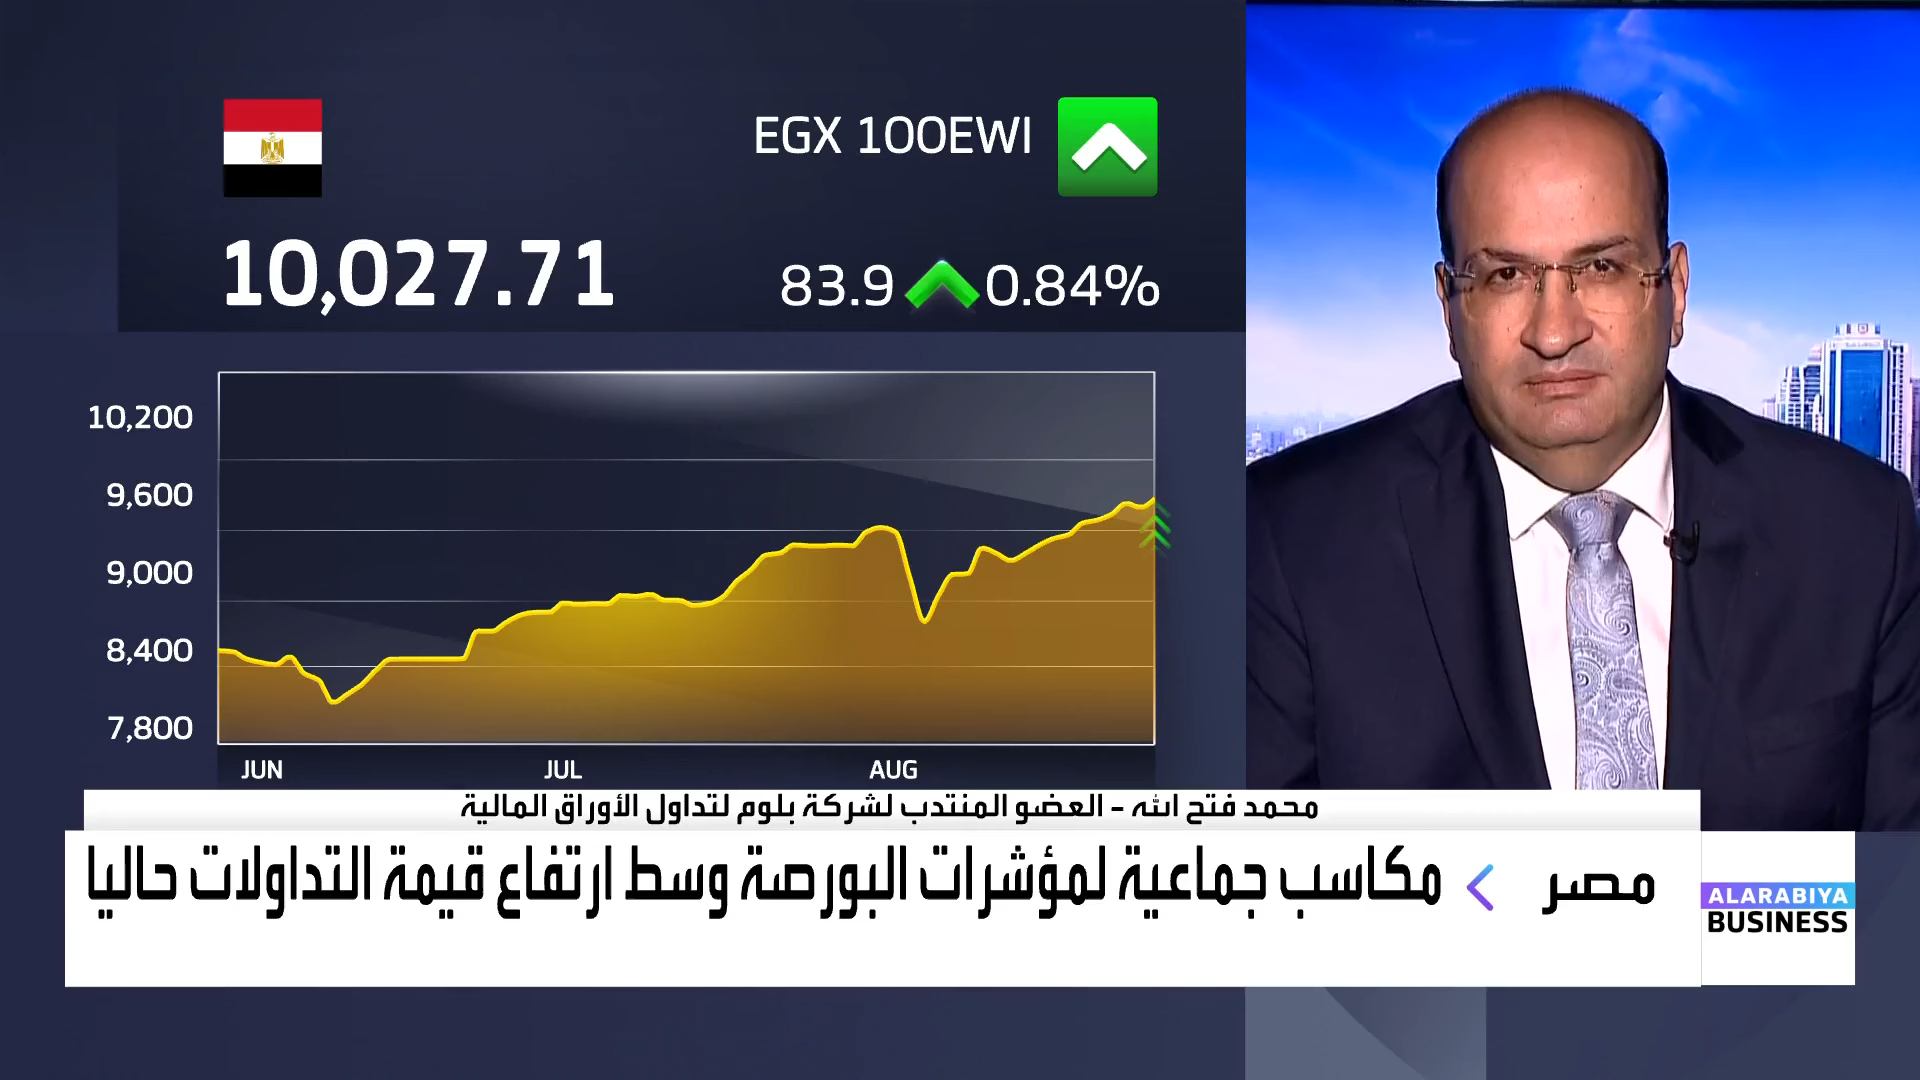 EGX 100EWI
10,027.71
83.9 0.84%
10,200
9,600
9,000
8,400
7,800
JUN JUL AUG
محمد فتح الله - العضو المنتدب لشركة بلوم لتداول الأوراق المالية
مصر
مكاسب جماعية لمؤشرات البورصة وسط ارتفاع قيمة التداولات حاليا
ALARABIYA
BUSINESS